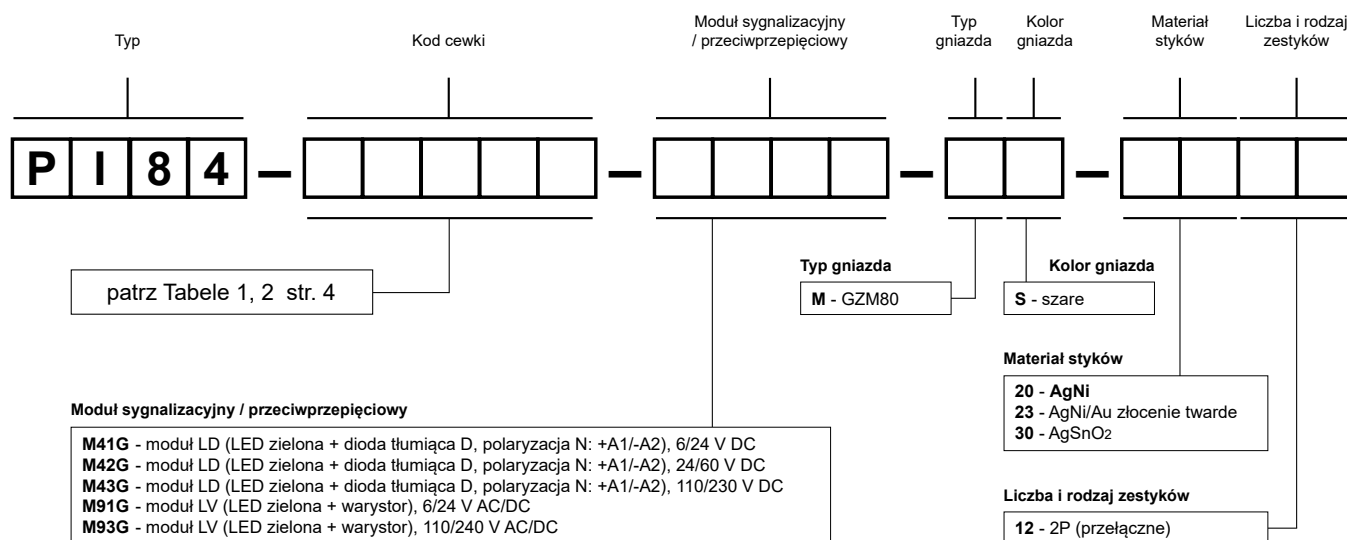 Typ
Kod cewki
Moduł sygnalizacyjny
/ przeciwprzepięciowy
Typ
gniazda
Kolor
gniazda
Materiał
styków
Liczba i rodzaj
zestyków
P I 8 4 – – – –
patrz Tabele 1, 2 str. 4
Typ gniazda
M - GZM80
Kolor gniazda
S - szare
Materiał styków
20 - AgNi
23 - AgNi/Au złocenie twarde
30 - AgSnO2
Moduł sygnalizacyjny / przeciwprzepięciowy
M41G - moduł LD (LED zielona + dioda tłumiąca D, polaryzacja N: +A1/-A2), 6/24 V DC
M42G - moduł LD (LED zielona + dioda tłumiąca D, polaryzacja N: +A1/-A2), 24/60 V DC
M43G - moduł LD (LED zielona + dioda tłumiąca D, polaryzacja N: +A1/-A2), 110/230 V DC
M91G - moduł LV (LED zielona + warystor), 6/24 V AC/DC
M93G - moduł LV (LED zielona + warystor), 110/240 V AC/DC
Liczba i rodzaj zestyków
12 - 2P (przełączne)